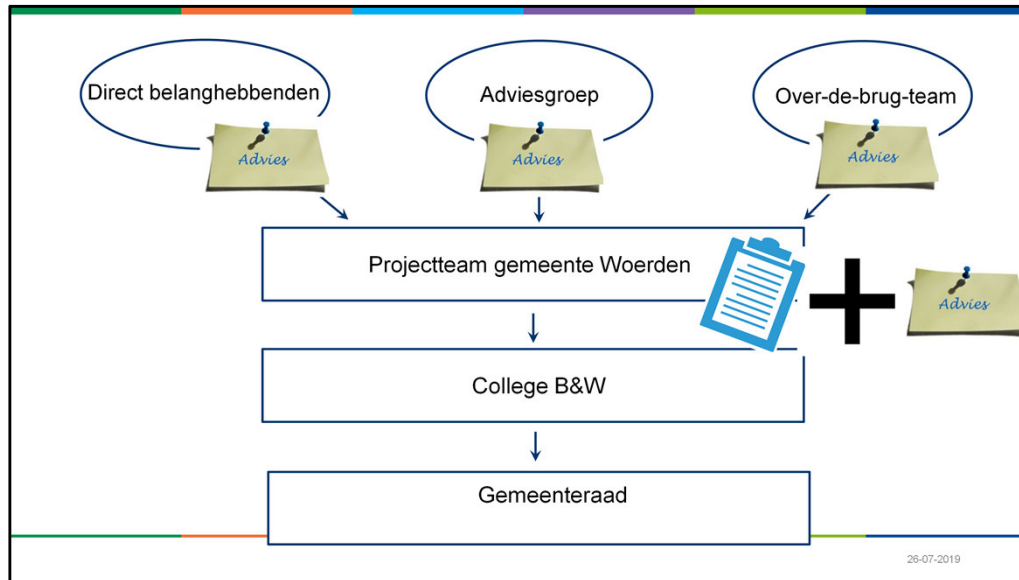 Direct belanghebbenden
Adviesgroep
Over-de-brug-team
Advies
Advies
Advies
Projectteam gemeente Woerden
Advies
College B&W
Gemeenteraad
26-07-2019